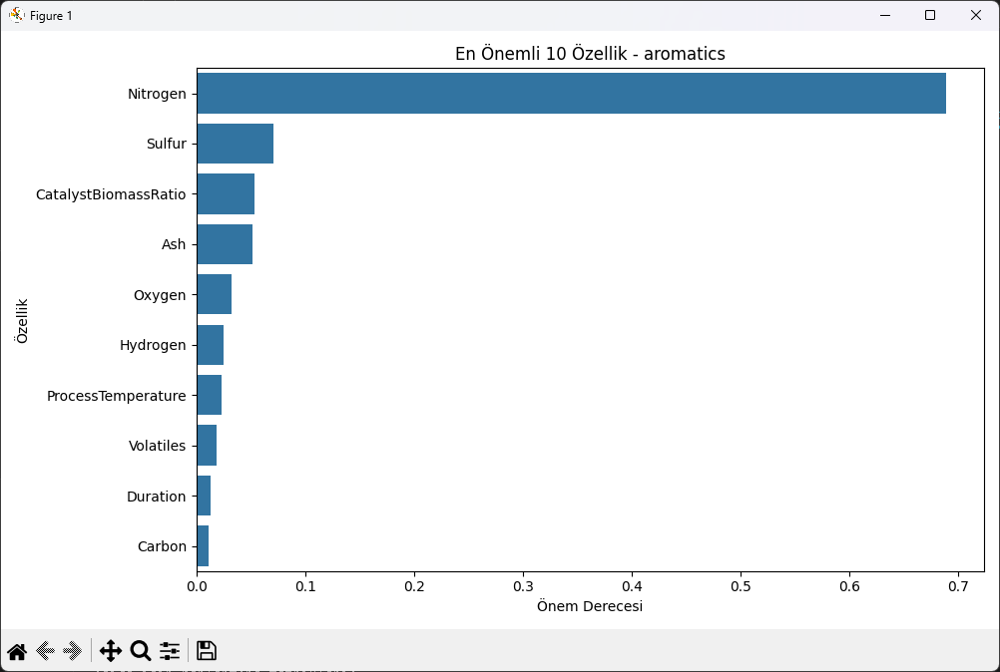 Figure 1
En Önemli 10 Özellik - aromatics
Nitrogen
Sulfur
CatalystBiomassRatio
Ash
Oxygen
Hydrogen
ProcessTemperature
Volatiles
Duration
Carbon
Özellik
0.0 0.1 0.2 0.3 0.4 0.5 0.6 0.7
Önem Derecesi